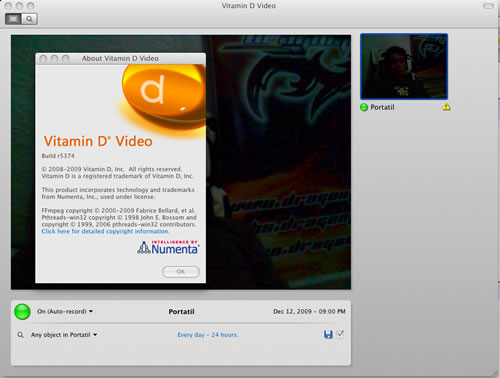 Vitamin D Video
About Vitamin D Video
d
Vitamin D® Video
Build r5374
© 2008-2009 Vitamin D, Inc. All rights reserved.
Vitamin D is a registered trademark of Vitamin D, Inc.
This product incorporates technology and trademarks
from Numenta, Inc., used under license.
FFmpeg copyright © 2000-2009 Fabrice Bellard, et al.
Pthreads-win32 copyright © 1998 John E. Bossom and
copyright © 1999, 2006 pthreads-win32 contributors.
Click here for detailed copyright information.
INTELLIGENCE BY
Numenta
OK
Portatil
On (Auto-record)
Portatil
Dec 12, 2009 - 09:00 PM
Any object in Portatil
Every day - 24 hours.